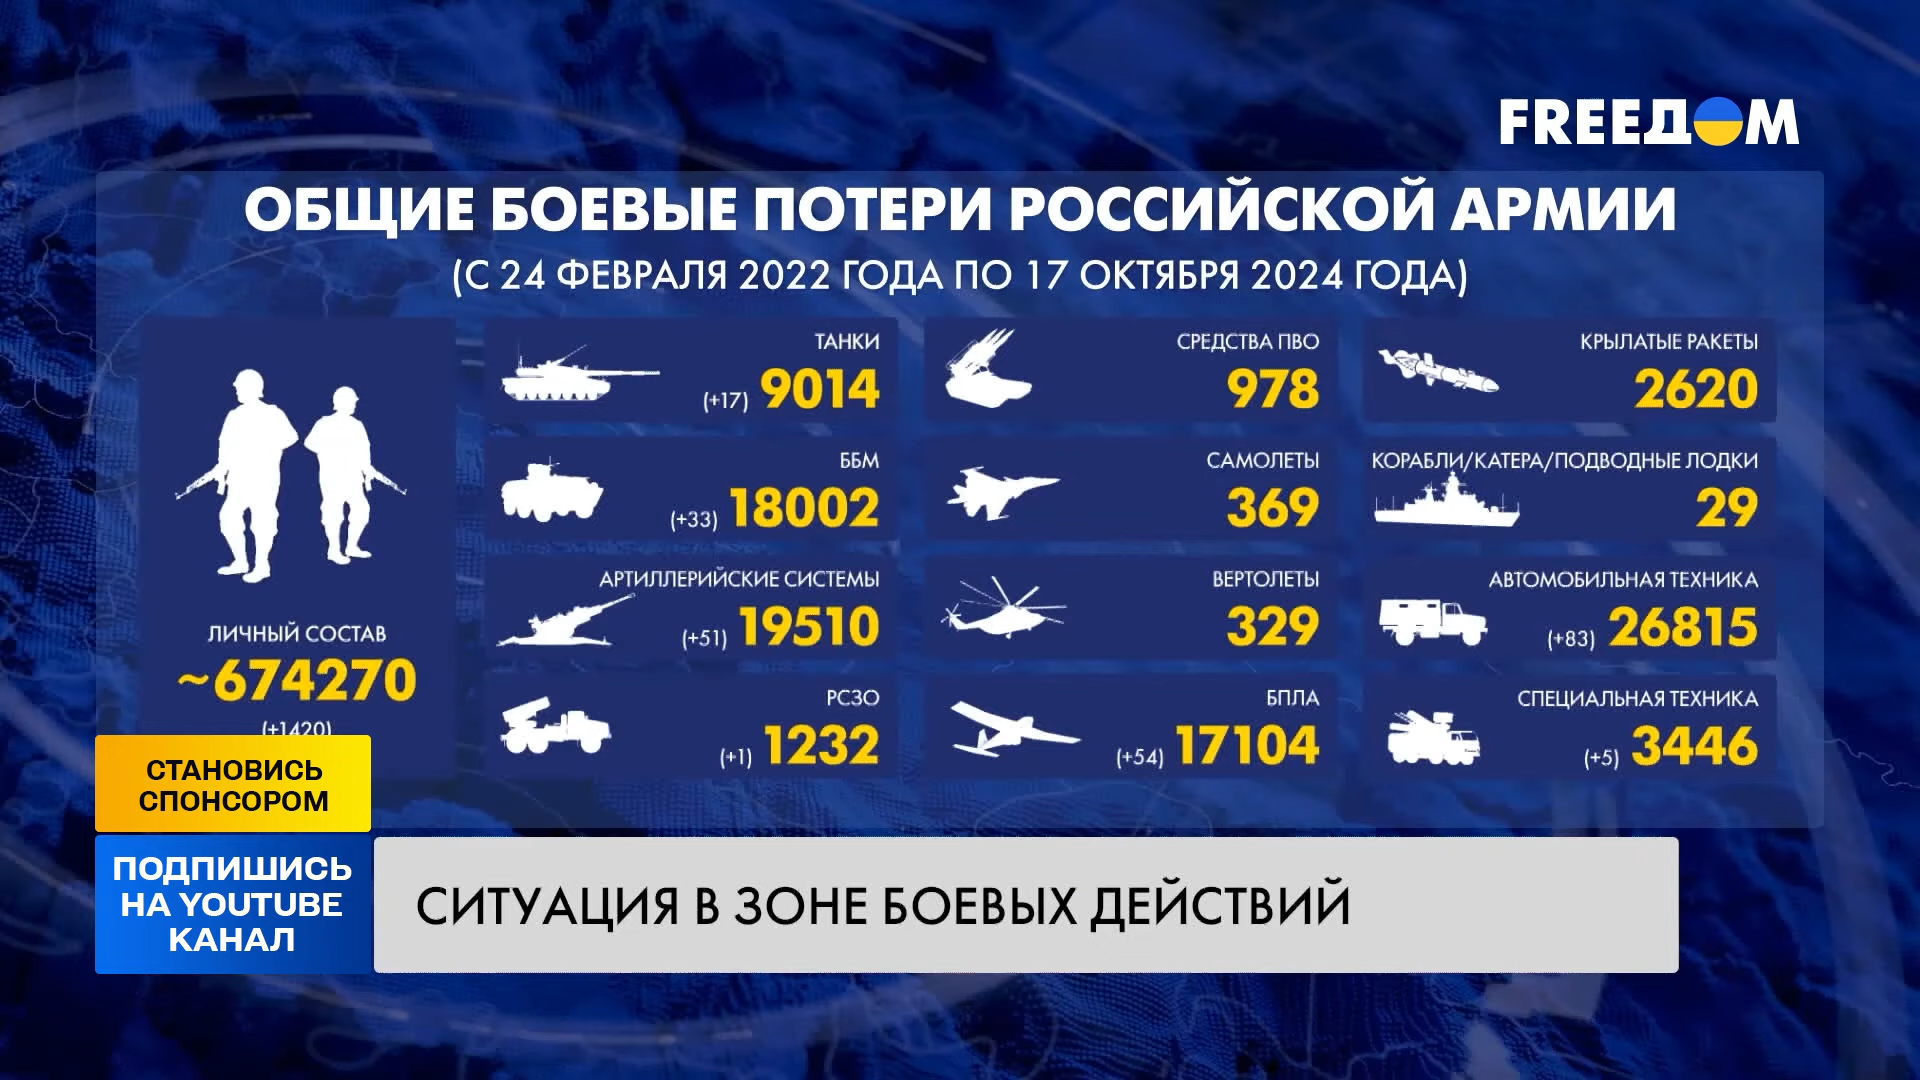 FREEДOM
ОБЩИЕ БОЕВЫЕ ПОТЕРИ РОССИЙСКОЙ АРМИИ
(С 24 ФЕВРАЛЯ 2022 ГОДА ПО 17 ОКТЯБРЯ 2024 ГОДА)
ЛИЧНЫЙ СОСТАВ
~674270
(+1420)
ТАНКИ
(+17) 9014
ББМ
(+33) 18002
АРТИЛЛЕРИЙСКИЕ СИСТЕМЫ
(+51) 19510
РСЗО
(+1) 1232
СРЕДСТВА ПВО
978
САМОЛЕТЫ
369
ВЕРТОЛЕТЫ
329
БПЛА
(+54) 17104
КРЫЛАТЫЕ РАКЕТЫ
2620
КОРАБЛИ/КАТЕРА/ПОДВОДНЫЕ ЛОДКИ
29
АВТОМОБИЛЬНАЯ ТЕХНИКА
(+83) 26815
СПЕЦИАЛЬНАЯ ТЕХНИКА
(+5) 3446
СТАНОВИСЬ
СПОНСОРОМ
ПОДПИШИСЬ
НА YOUTUBE
КАНАЛ
СИТУАЦИЯ В ЗОНЕ БОЕВЫХ ДЕЙСТВИЙ